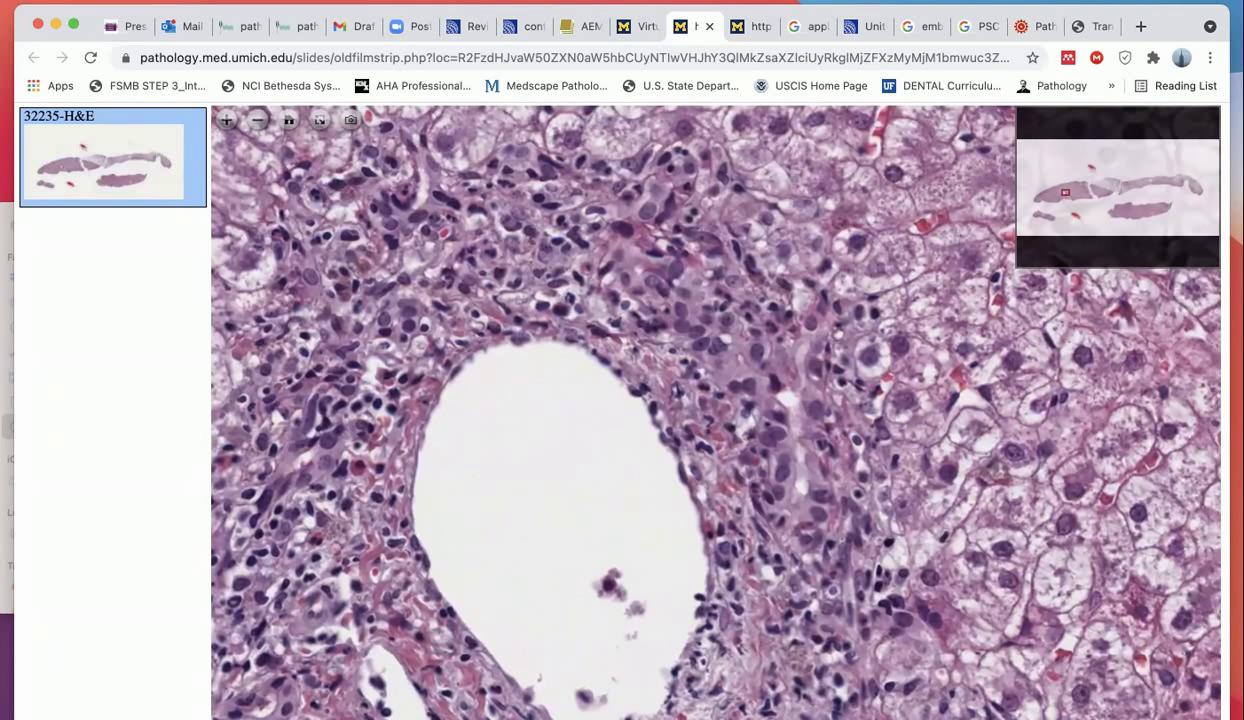 Pres Mail path path Draf Post Revi conf AEM Virtu http appl Unit emb PSC Path Tran
pathology.med.umich.edu/slides/oldfilmstrip.php?loc=
Apps FSMB STEP 3_Int... NCI Bethesda Sys... AHA Professional... Medscape Patholo... U.S. State Depart... USCIS Home Page DENTAL Curriculu... Pathology » Reading List
32235-H&E